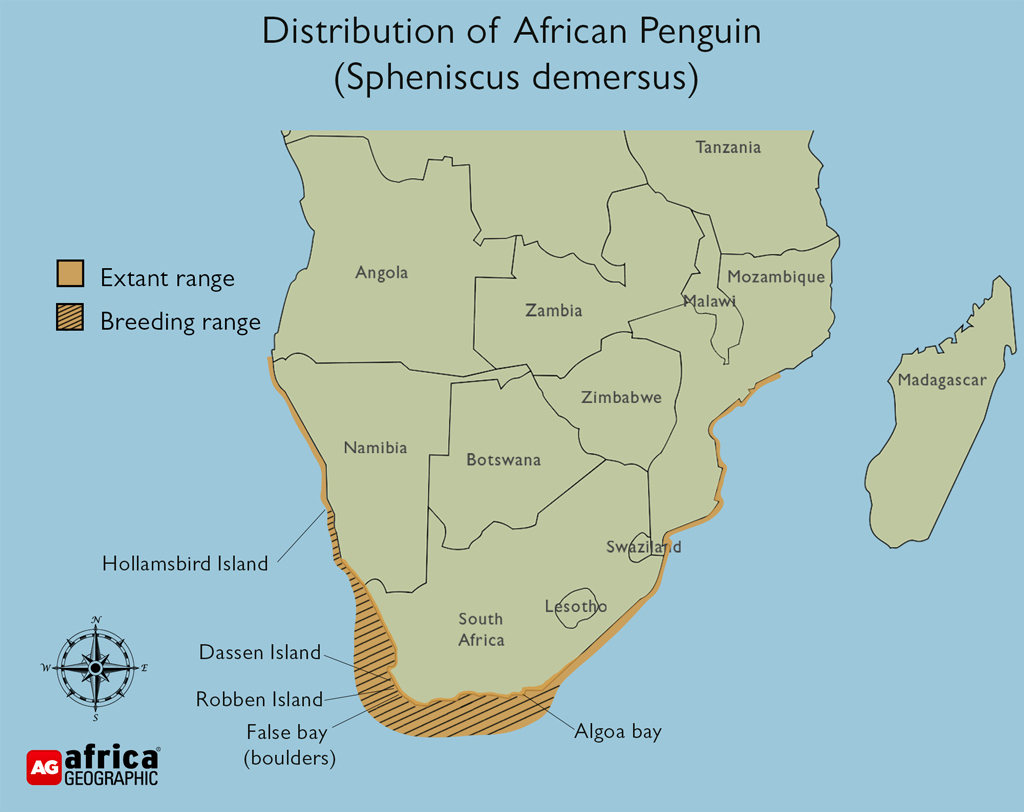 Distribution of African Penguin
(Spheniscus demersus)
Tanzania
Extant range
Breeding range
Angola
Zambia
Malawi
Mozambique
Madagascar
Zimbabwe
Namibia
Botswana
Hollamsbird Island
Swaziland
Lesotho
South
Africa
N
W
E
S
Dassen Island
Robben Island
False bay
(boulders)
Algoa bay
AG africa
GEOGRAPHIC